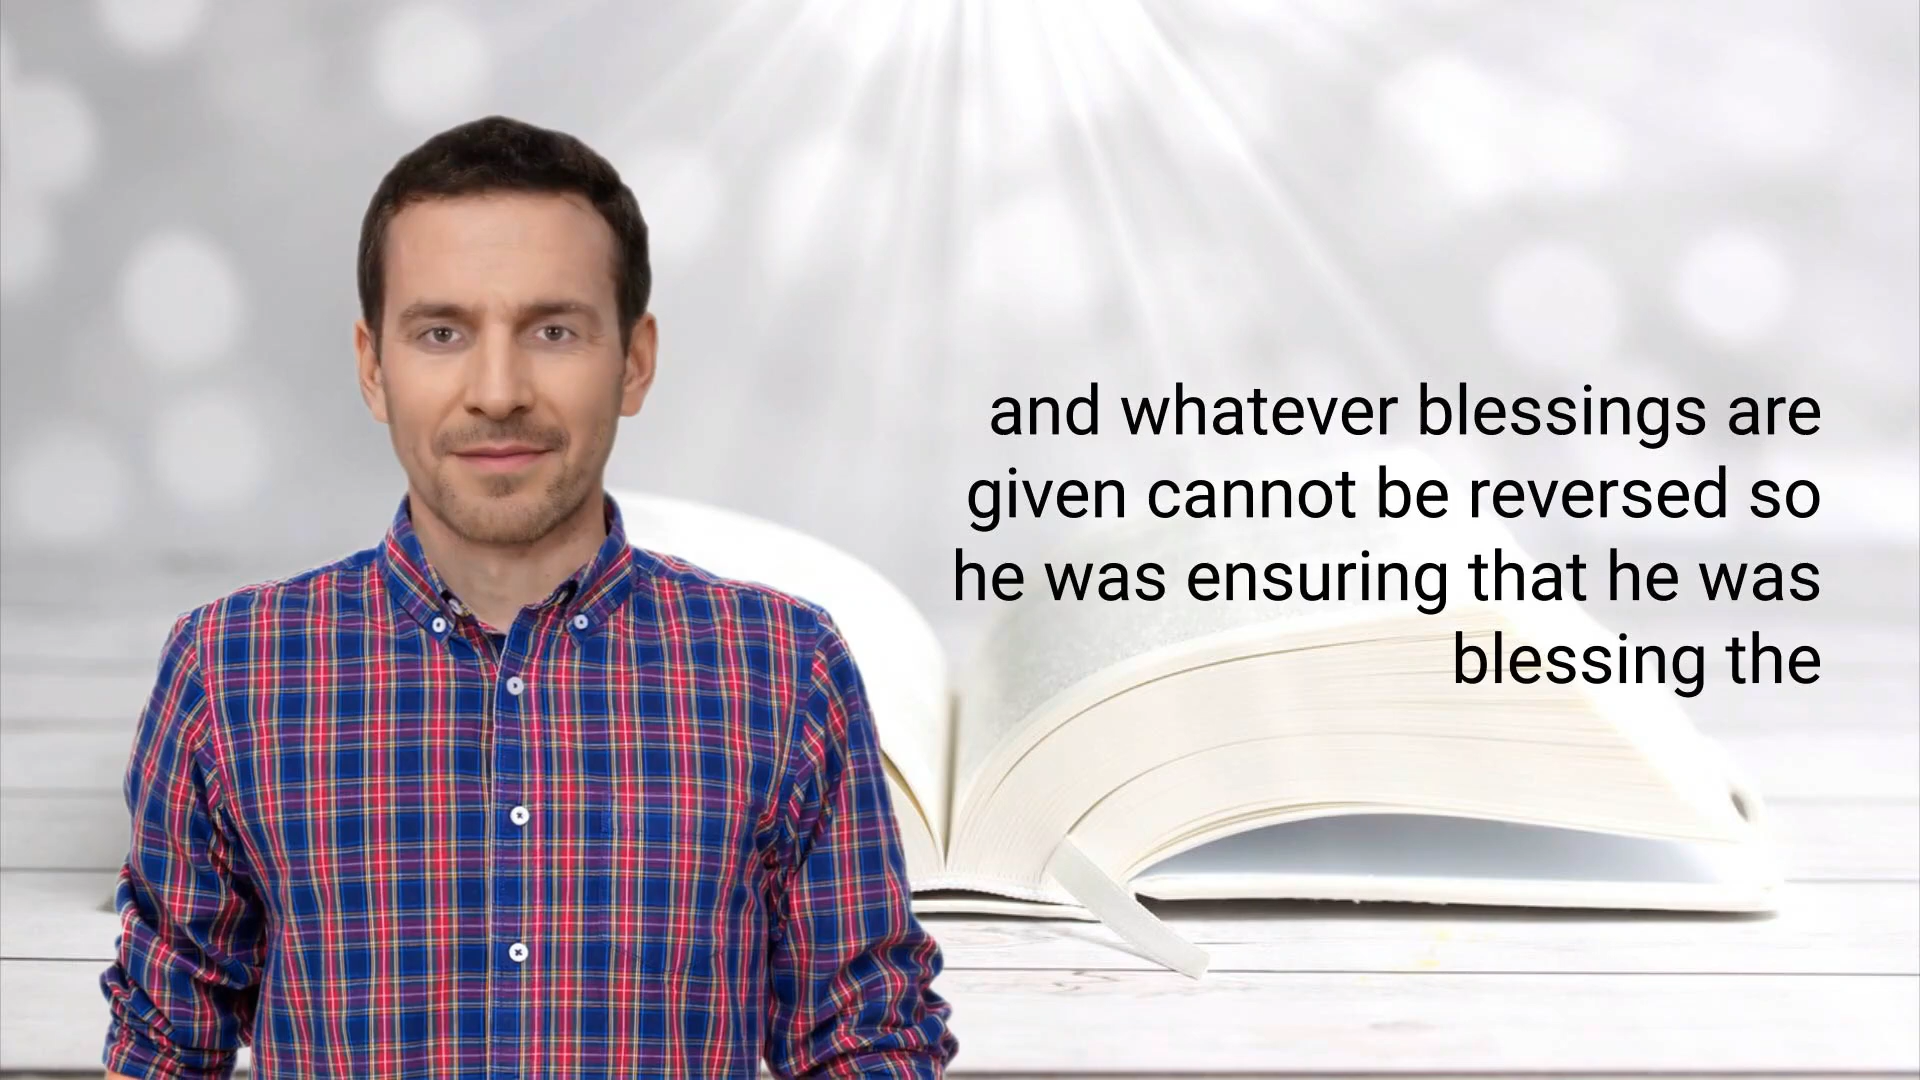 and whatever blessings are
given cannot be reversed so
he was ensuring that he was
blessing the